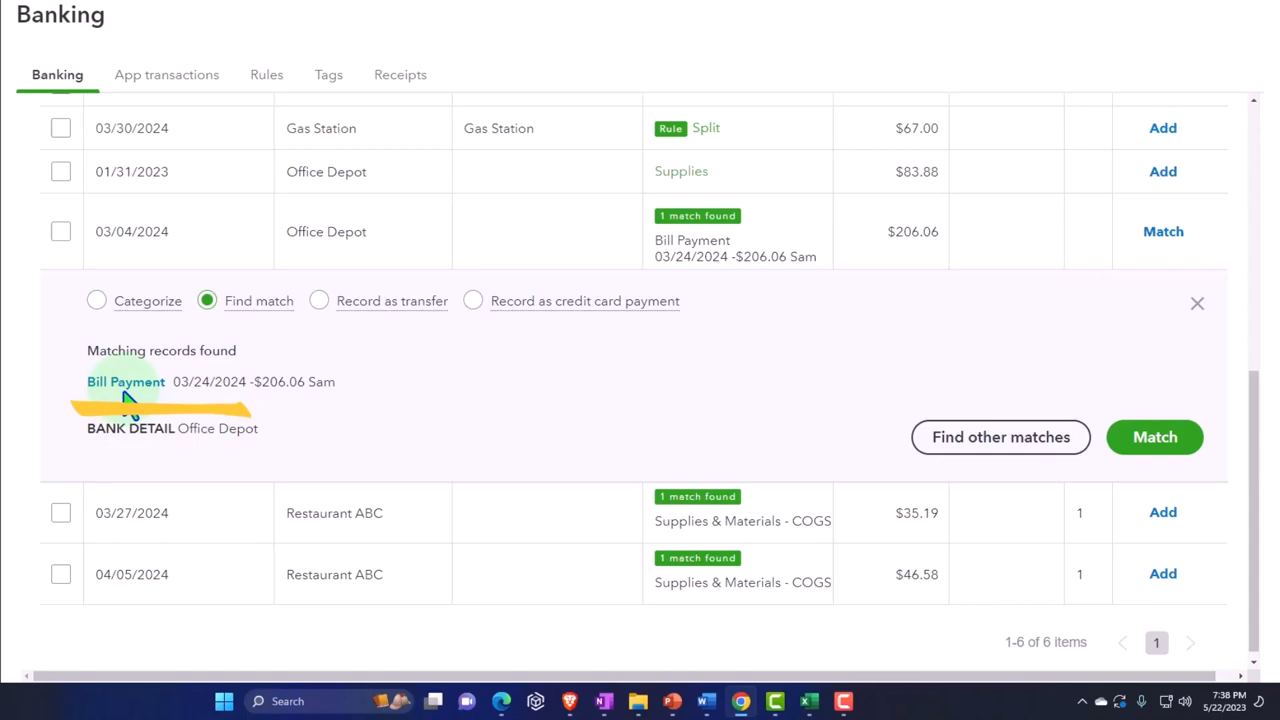 Banking
Banking App transactions Rules Tags Receipts
03/30/2024 Gas Station Gas Station Rule Split $67.00 Add
01/31/2023 Office Depot Supplies $83.88 Add
1 match found
03/04/2024 Office Depot $206.06 Match
Bill Payment
03/24/2024 -$206.06 Sam
Categorize Find match Record as transfer Record as credit card payment
Matching records found
Bill Payment 03/24/2024 -$206.06 Sam
BANK DETAIL Office Depot
Find other matches Match
1 match found
03/27/2024 Restaurant ABC $35.19 1 Add
Supplies & Materials - COGS
1 match found
04/05/2024 Restaurant ABC $46.58 1 Add
Supplies & Materials - COGS
1-6 of 6 items 1
Search
7:38 PM
5/22/2023